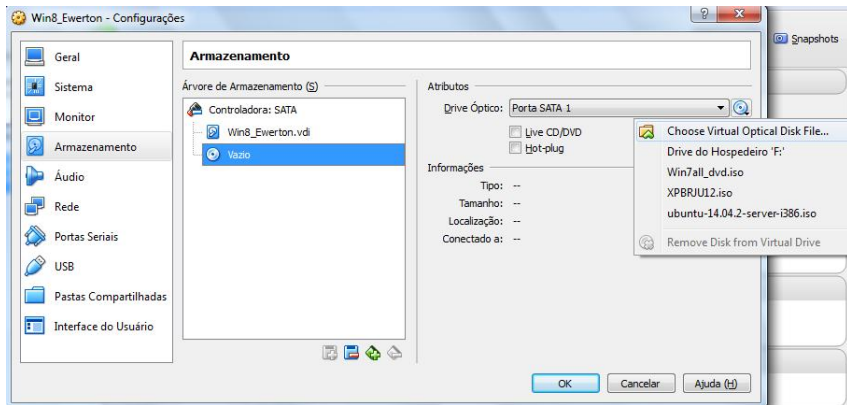 Win8_Ewerton - Configurações
Snapshots
Geral
Sistema
Monitor
Armazenamento
Áudio
Rede
Portas Seriais
USB
Pastas Compartilhadas
Interface do Usuário
Armazenamento
Árvore de Armazenamento (S)
Controladora: SATA
Win8_Ewerton.vdi
Vazio
Atributos
Drive Óptico: Porta SATA 1
Live CD/DVD
Hot-plug
Informações
Tipo: --
Tamanho: --
Localização: --
Conectado a: --
Choose Virtual Optical Disk File...
Drive do Hospedeiro 'F:'
Win7all_dvd.iso
XPBRJU12.iso
ubuntu-14.04.2-server-i386.iso
Remove Disk from Virtual Drive
OK Cancelar Ajuda (H)